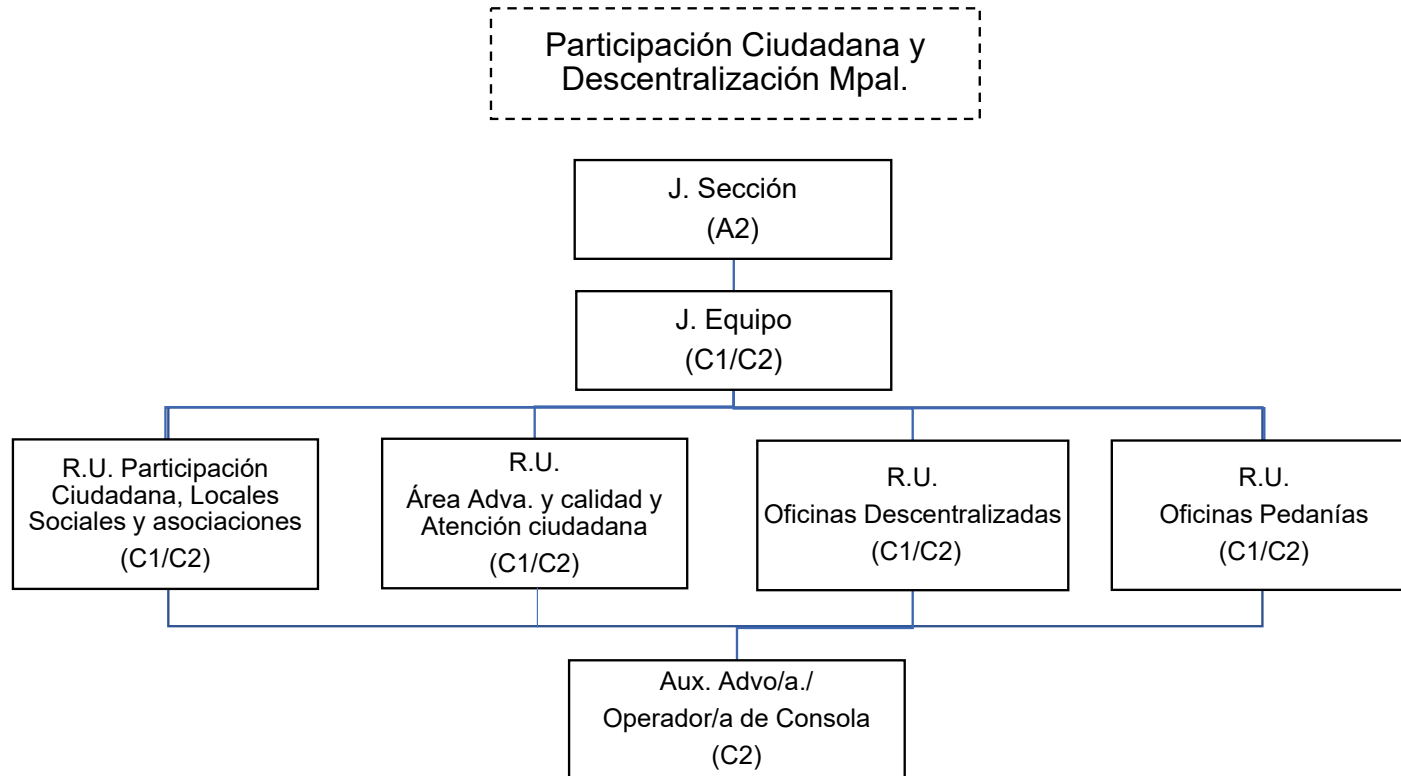 Participación Ciudadana y
Descentralización Mpal.
J. Sección
(A2)
J. Equipo
(C1/C2)
R.U. Participación
Ciudadana, Locales
Sociales y asociaciones
(C1/C2)
R.U.
Área Adva. y calidad y
Atención ciudadana
(C1/C2)
R.U.
Oficinas Descentralizadas
(C1/C2)
R.U.
Oficinas Pedanías
(C1/C2)
Aux. Advo/a./
Operador/a de Consola
(C2)